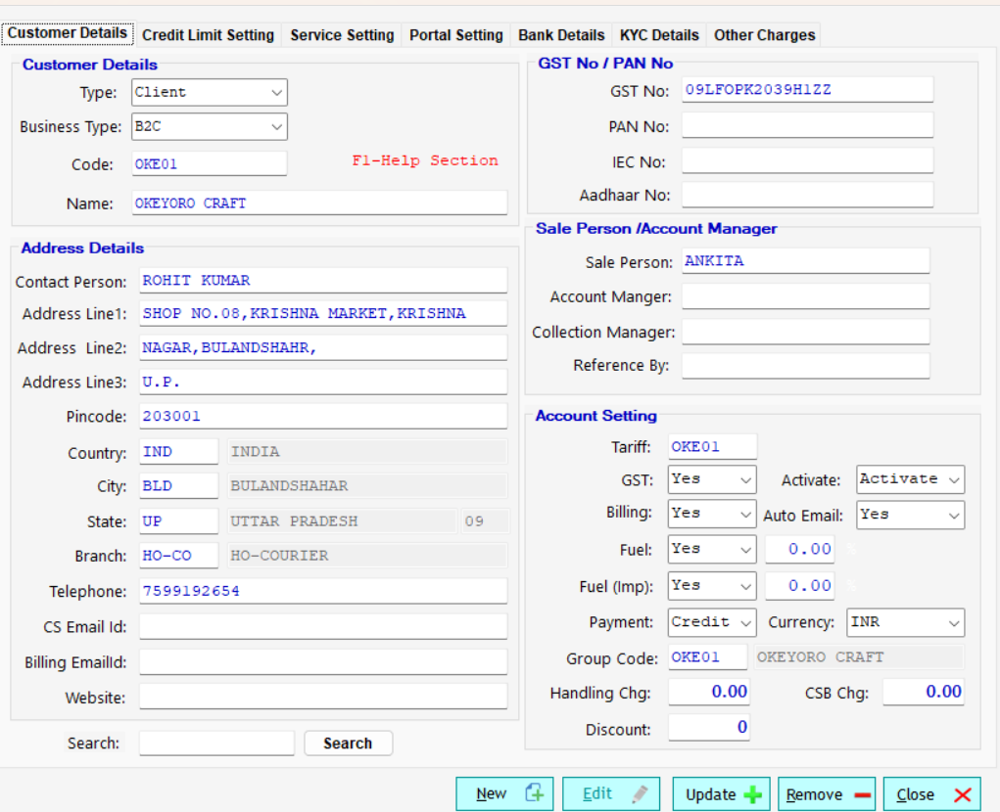 Customer Details Credit Limit Setting Service Setting Portal Setting Bank Details KYC Details Other Charges
Customer Details
Type: Client
Business Type: B2C
Code: OKE01 F1-Help Section
Name: OKEYORO CRAFT
Address Details
Contact Person: ROHIT KUMAR
Address Line1: SHOP NO.08,KRISHNA MARKET,KRISHNA
Address Line2: NAGAR,BULANDSHAHR,
Address Line3: U.P.
Pincode: 203001
Country: IND INDIA
City: BLD BULANDSHAHAR
State: UP UTTAR PRADESH 09
Branch: HO-CO HO-COURIER
Telephone: 7599192654
CS Email Id:
Billing EmailId:
Website:
Search: Search
GST No / PAN No
GST No: 09LFOPK2039H1ZZ
PAN No:
IEC No:
Aadhaar No:
Sale Person /Account Manager
Sale Person: ANKITA
Account Manger:
Collection Manager:
Reference By:
Account Setting
Tariff: OKE01
GST: Yes Activate: Activate
Billing: Yes Auto Email: Yes
Fuel: Yes 0.00 %
Fuel (Imp): Yes 0.00 %
Payment: Credit Currency: INR
Group Code: OKE01 OKEYORO CRAFT
Handling Chg: 0.00 CSB Chg: 0.00
Discount: 0
New Edit Update Remove Close